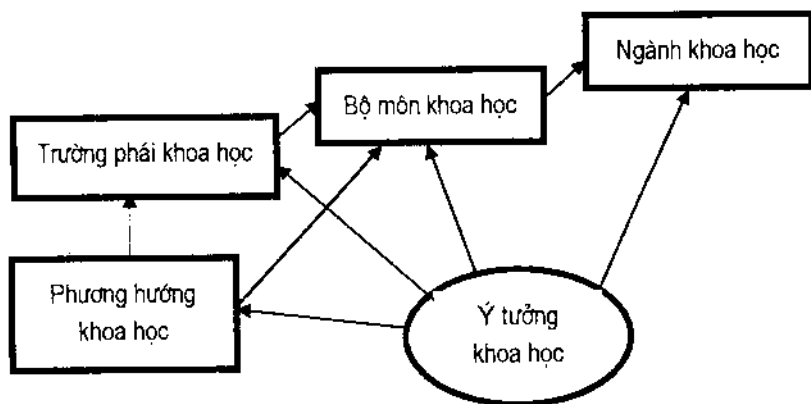 Ngành khoa học
Bộ môn khoa học
Trường phái khoa học
Phương hướng
khoa học
Ý tưởng
khoa học